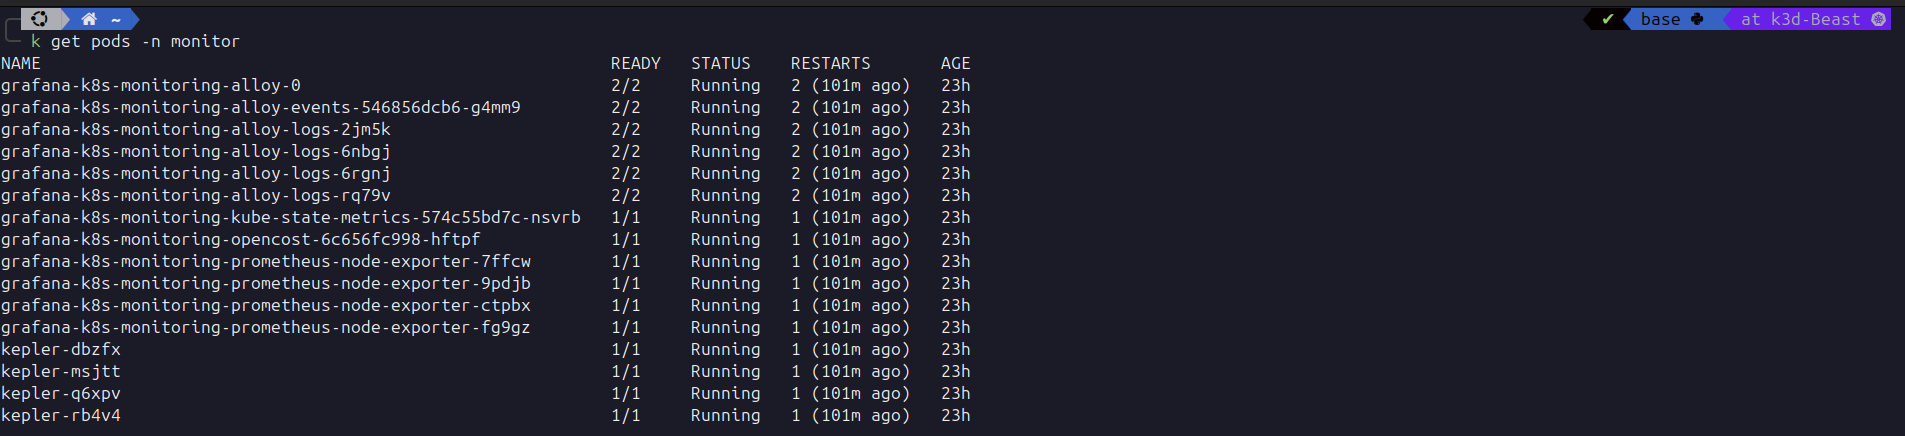 ~ ✔ base at k3d-Beast
k get pods -n monitor
NAME READY STATUS RESTARTS AGE
grafana-k8s-monitoring-alloy-0 2/2 Running 2 (101m ago) 23h
grafana-k8s-monitoring-alloy-events-546856dcb6-g4mm9 2/2 Running 2 (101m ago) 23h
grafana-k8s-monitoring-alloy-logs-2jm5k 2/2 Running 2 (101m ago) 23h
grafana-k8s-monitoring-alloy-logs-6nbgj 2/2 Running 2 (101m ago) 23h
grafana-k8s-monitoring-alloy-logs-6rgnj 2/2 Running 2 (101m ago) 23h
grafana-k8s-monitoring-alloy-logs-rq79v 2/2 Running 2 (101m ago) 23h
grafana-k8s-monitoring-kube-state-metrics-574c55bd7c-nsvrb 1/1 Running 1 (101m ago) 23h
grafana-k8s-monitoring-opencost-6c656fc998-hftpf 1/1 Running 1 (101m ago) 23h
grafana-k8s-monitoring-prometheus-node-exporter-7ffcw 1/1 Running 1 (101m ago) 23h
grafana-k8s-monitoring-prometheus-node-exporter-9pdjb 1/1 Running 1 (101m ago) 23h
grafana-k8s-monitoring-prometheus-node-exporter-ctpbx 1/1 Running 1 (101m ago) 23h
grafana-k8s-monitoring-prometheus-node-exporter-fg9gz 1/1 Running 1 (101m ago) 23h
kepler-dbzfx 1/1 Running 1 (101m ago) 23h
kepler-msjtt 1/1 Running 1 (101m ago) 23h
kepler-q6xpv 1/1 Running 1 (101m ago) 23h
kepler-rb4v4 1/1 Running 1 (101m ago) 23h